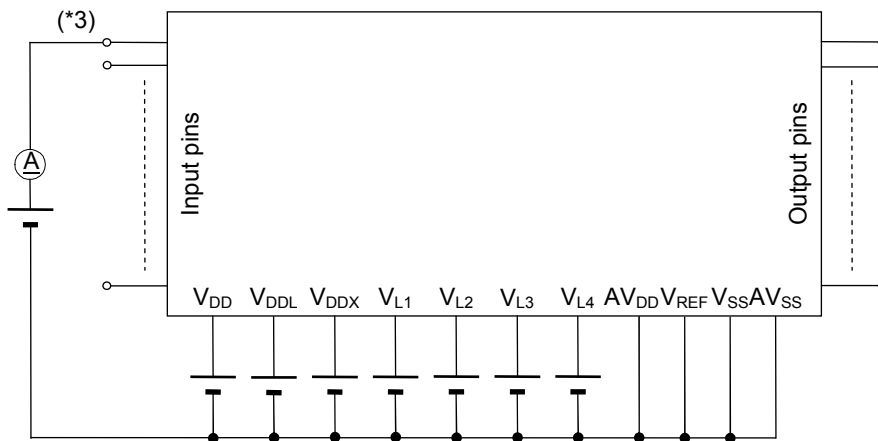 (*3)
A
Input pins
Output pins
VDD VDDL VDDX VL1 VL2 VL3 VL4 AVDD VREF VSS AVSS